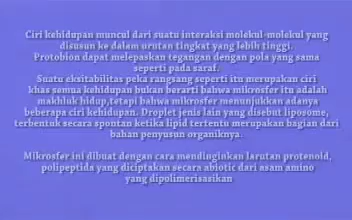 Ciri kehidupan muncul dari suatu interaksi molekul-molekul yang
disusun ke dalam urutan tingkat yang lebih tinggi.
Protobion dapat melepaskan tegangan dengan pola yang sama
seperti pada saraf.
Suatu eksitabilitas peka rangsang seperti itu merupakan ciri
khas semua kehidupan bukan berarti bahwa mikrosfer itu adalah
makhluk hidup,tetapi bahwa mikrosfer menunjukkan adanya
beberapa ciri kehidupan. Droplet jenis lain yang disebut liposome,
terbentuk secara spontan ketika lipid tertentu merupakan bagian dari
bahan penyusun organiknya.
Mikrosfer ini dibuat dengan cara mendinginkan larutan protenoid,
polipeptida yang diciptakan secara abiotic dari asam amino
yang dipolimerisasikan